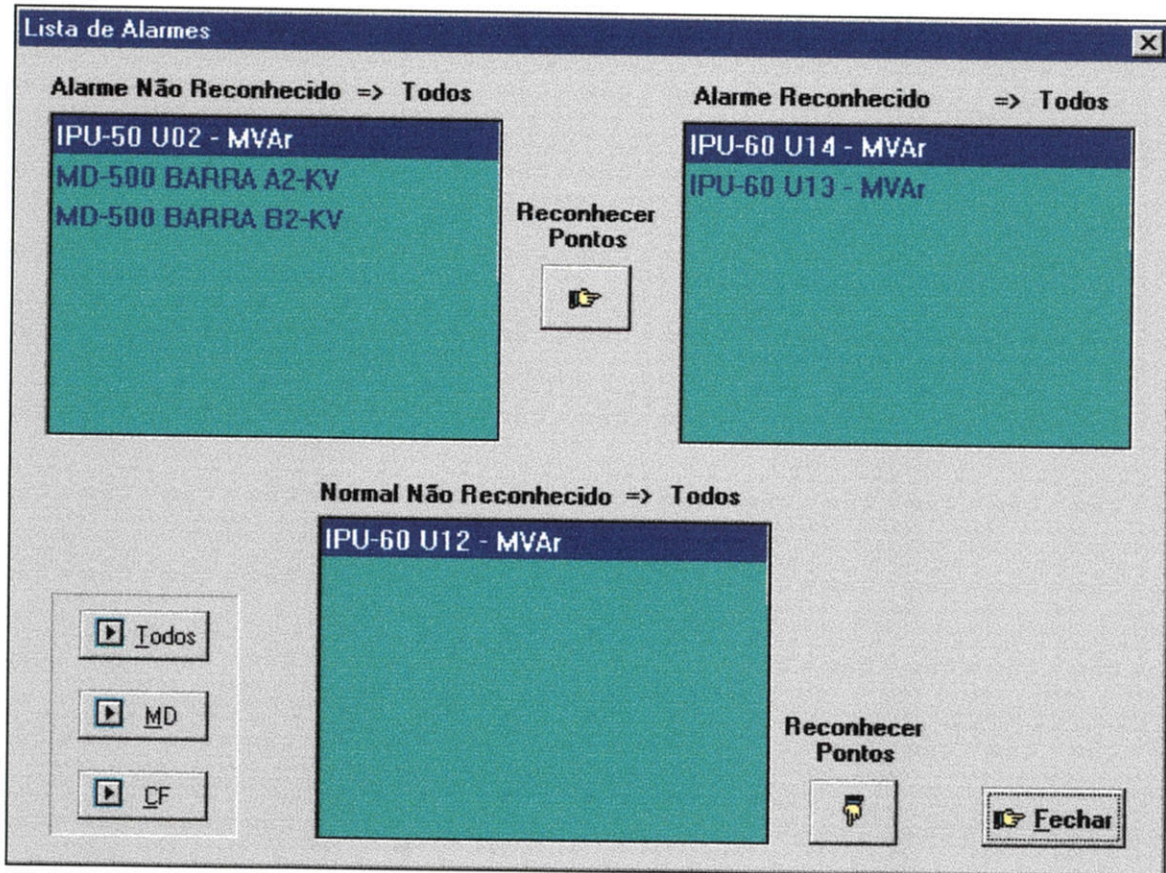 Lista de Alarmes
Alarme Não Reconhecido => Todos
IPU-50 U02 - MVAr
MD-500 BARRA A2-KV
MD-500 BARRA B2-KV
Reconhecer
Pontos
Alarme Reconhecido => Todos
IPU-60 U14 - MVAr
IPU-60 U13 - MVAr
Normal Não Reconhecido => Todos
IPU-60 U12 - MVAr
Todos
MD
CF
Reconhecer
Pontos
Fechar